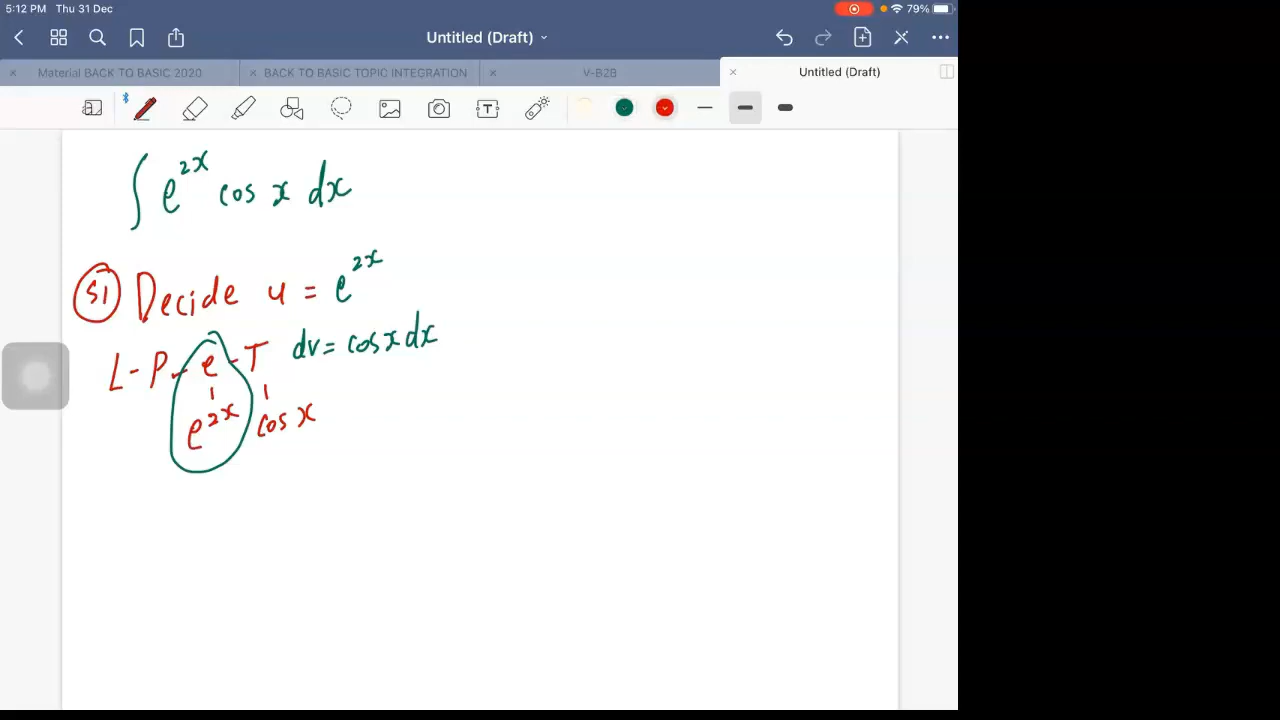 5:12 PM Thu 31 Dec 79%
Untitled (Draft)
Material BACK TO BASIC 2020 BACK TO BASIC TOPIC INTEGRATION V-B2B Untitled (Draft)
∫ e^{2x} cos x dx
S1 Decide u = e^{2x}
dv = cos x dx
L-P-e-T
e^{2x} cos x